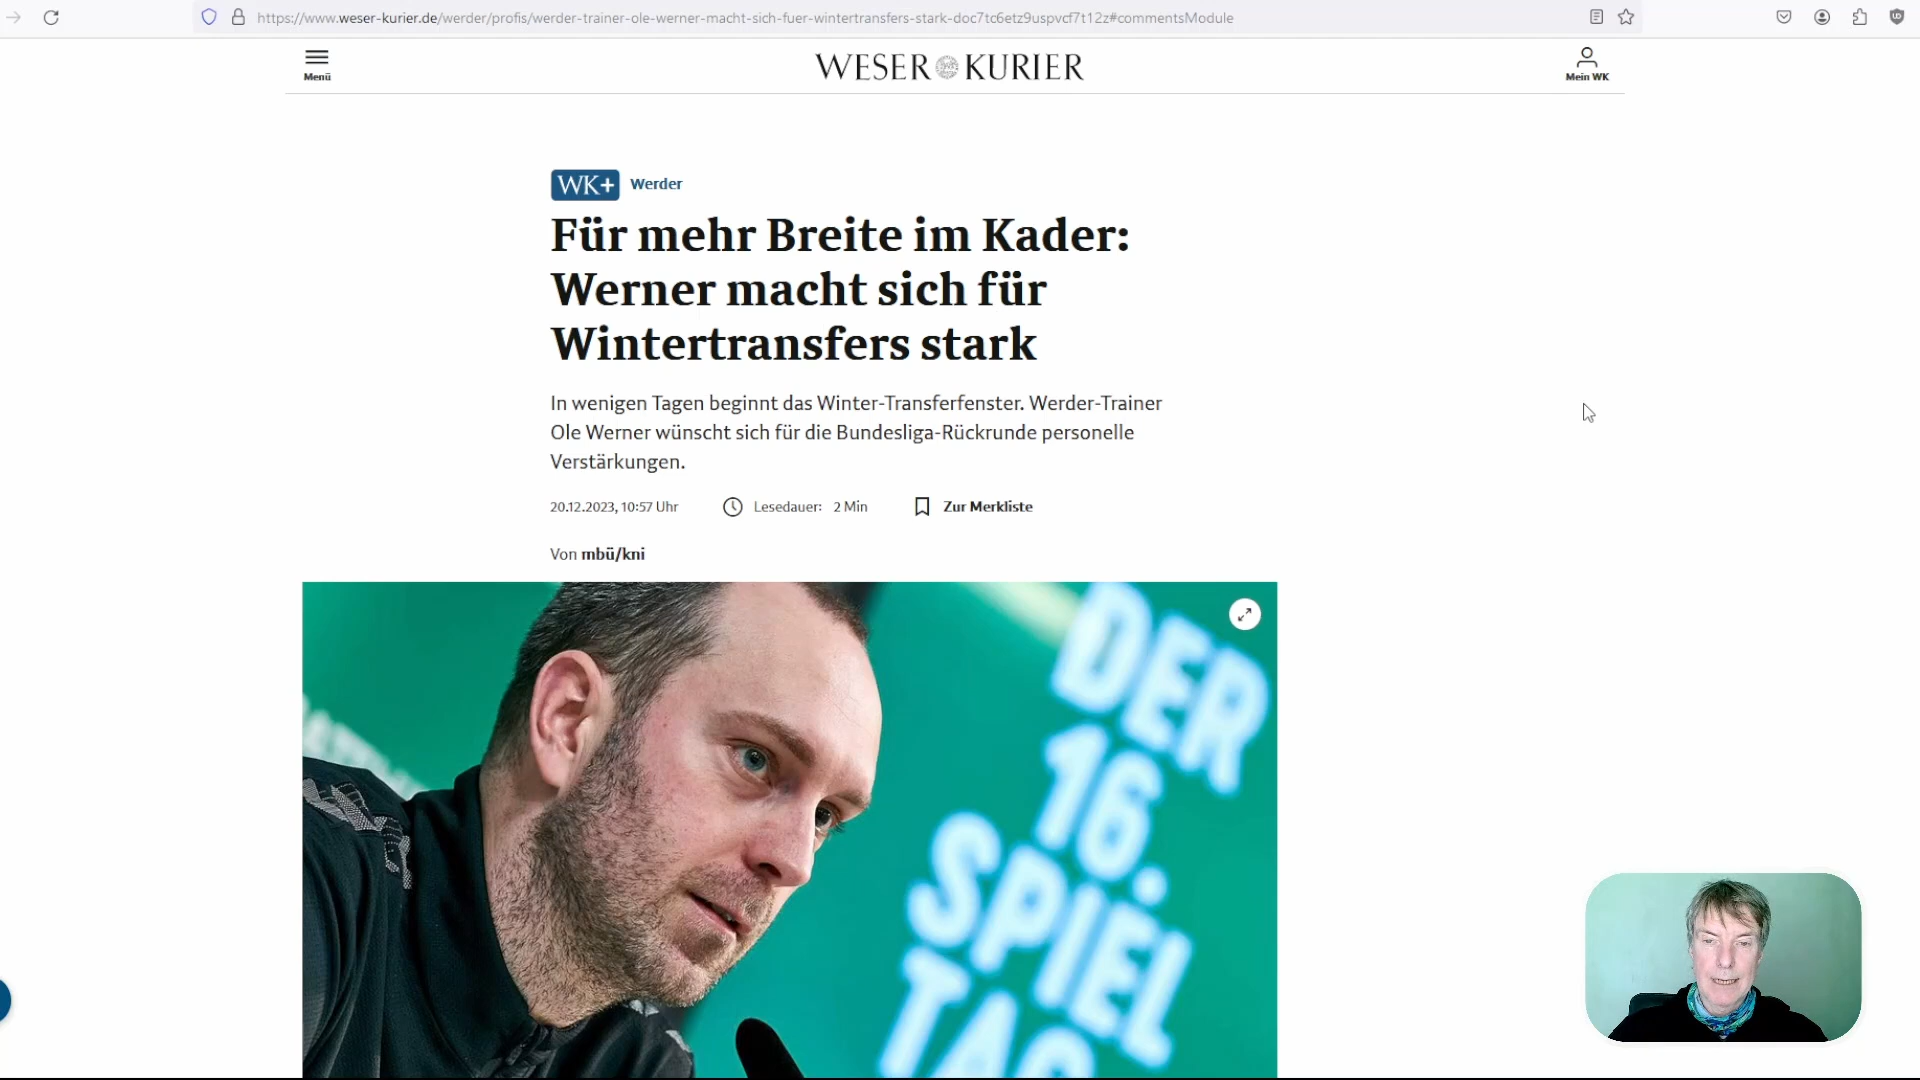 https://www.weser-kurier.de/werder/profis/werder-trainer-ole-werner-macht-sich-fuer-wintertransfers-stark-doc7tc6etz9uspvcf7t12z#commentsModule
Menü
WESER KURIER
Mein WK
WK+ Werder
Für mehr Breite im Kader:
Werner macht sich für
Wintertransfers stark
In wenigen Tagen beginnt das Winter-Transferfenster. Werder-Trainer
Ole Werner wünscht sich für die Bundesliga-Rückrunde personelle
Verstärkungen.
20.12.2023, 10:57 Uhr Lesedauer: 2 Min Zur Merkliste
Von mbü/kni
DER
16.
SPIEL
TAG